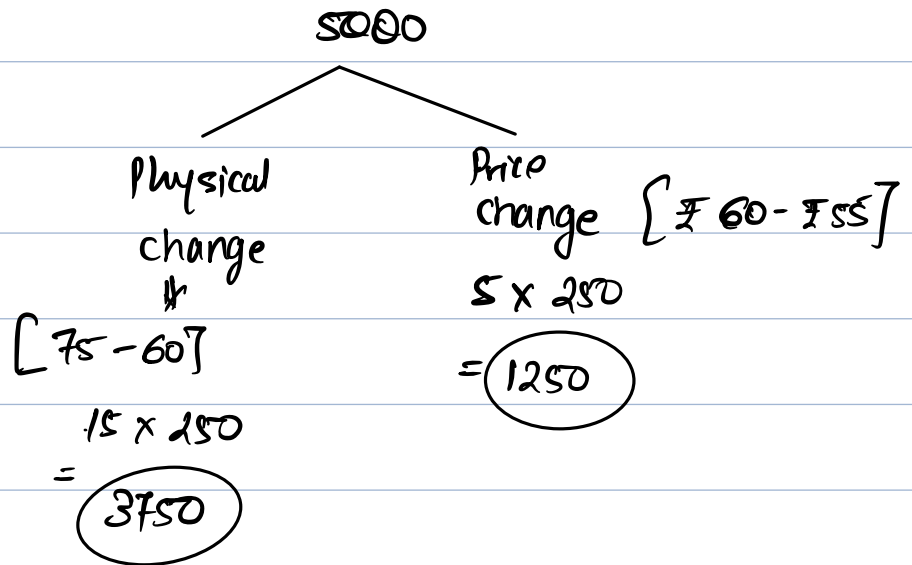 5000
Physical
change
[75-60]
15 x 250
=
3750
Price
change [₹ 60 - ₹ 55]
5 x 250
= 1250